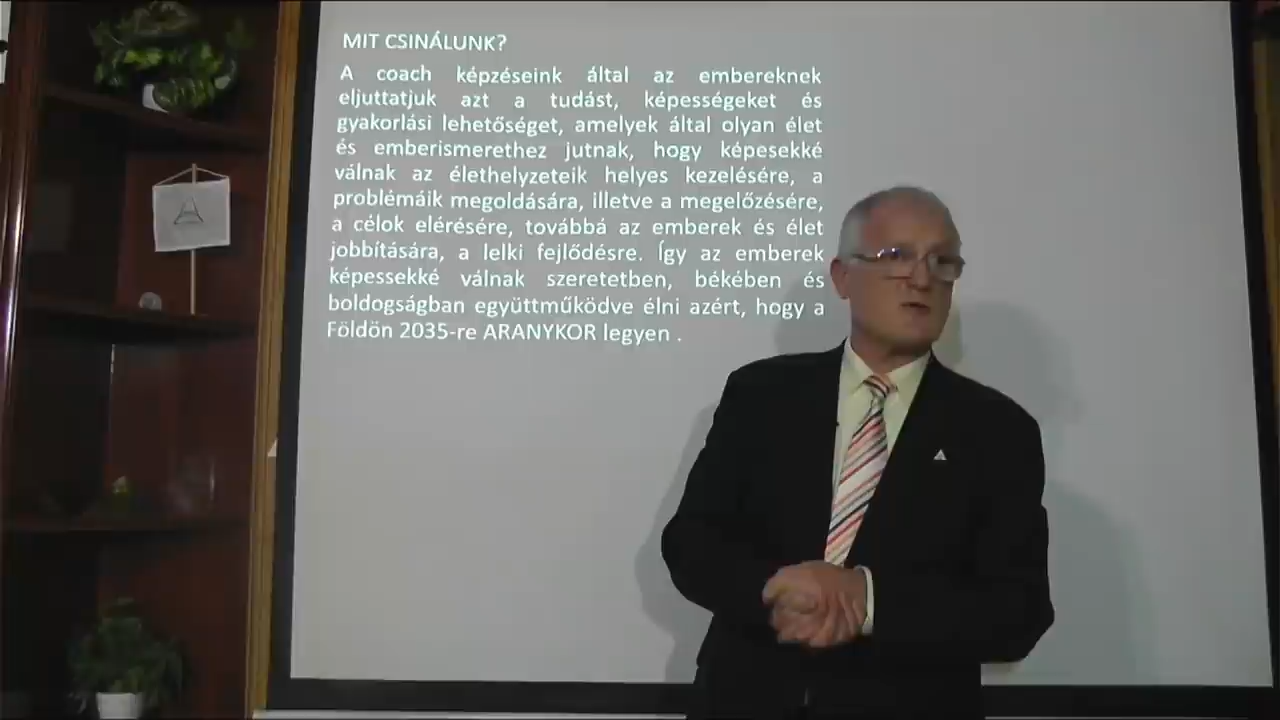 MIT CSINÁLUNK?
A coach képzéseink által az embereknek
eljuttatjuk azt a tudást, képességeket és
gyakorlási lehetőséget, amelyek által olyan élet
és emberismerethez jutnak, hogy képesekké
válnak az élethelyzeteik helyes kezelésére, a
problémáik megoldására, illetve a megelőzésére,
a célok elérésére, továbbá az emberek és élet
jobbítására, a lelki fejlődésre. Így az emberek
képessekké válnak szeretetben, békében és
boldogságban együttműködve élni azért, hogy a
Földön 2035-re ARANYKOR legyen .